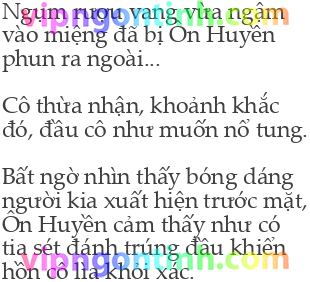 Ngụm rượu vang vừa ngậm
vào miệng đã bị Ôn Huyền
phun ra ngoài...
Cô thừa nhận, khoảnh khắc
đó, đầu cô như muốn nổ tung.
Bất ngờ nhìn thấy bóng dáng
người kia xuất hiện trước mặt,
Ôn Huyền cảm thấy như có
tia sét đánh trúng đầu khiến
hồn cô lìa khỏi xác.
vipngontinh.com
vipngontinh.com